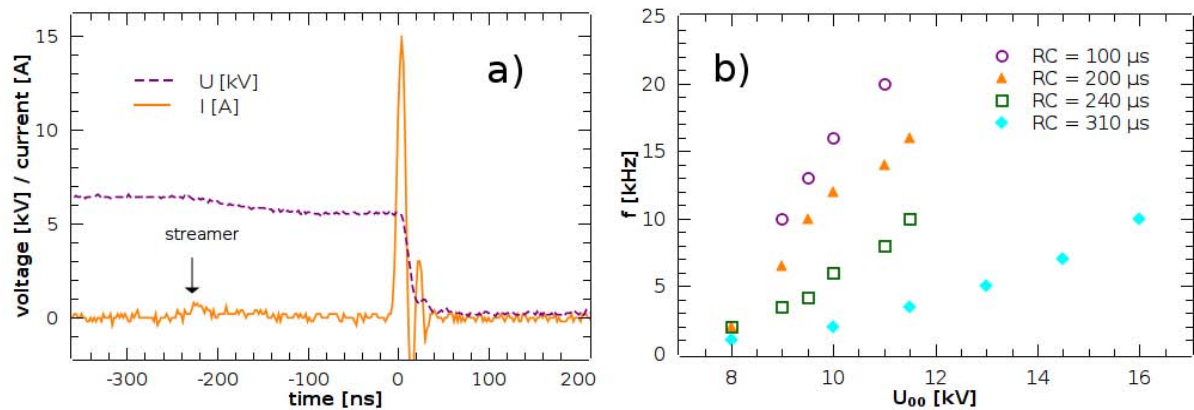 a)
U [kV]
I [A]
streamer
voltage [kV] / current [A]
15
10
5
0
-300 -200 -100 0 100 200
time [ns]
b)
RC = 100 µs
RC = 200 µs
RC = 240 µs
RC = 310 µs
f [kHz]
25
20
15
10
5
0
8 10 12 14 16
U₀₀ [kV]